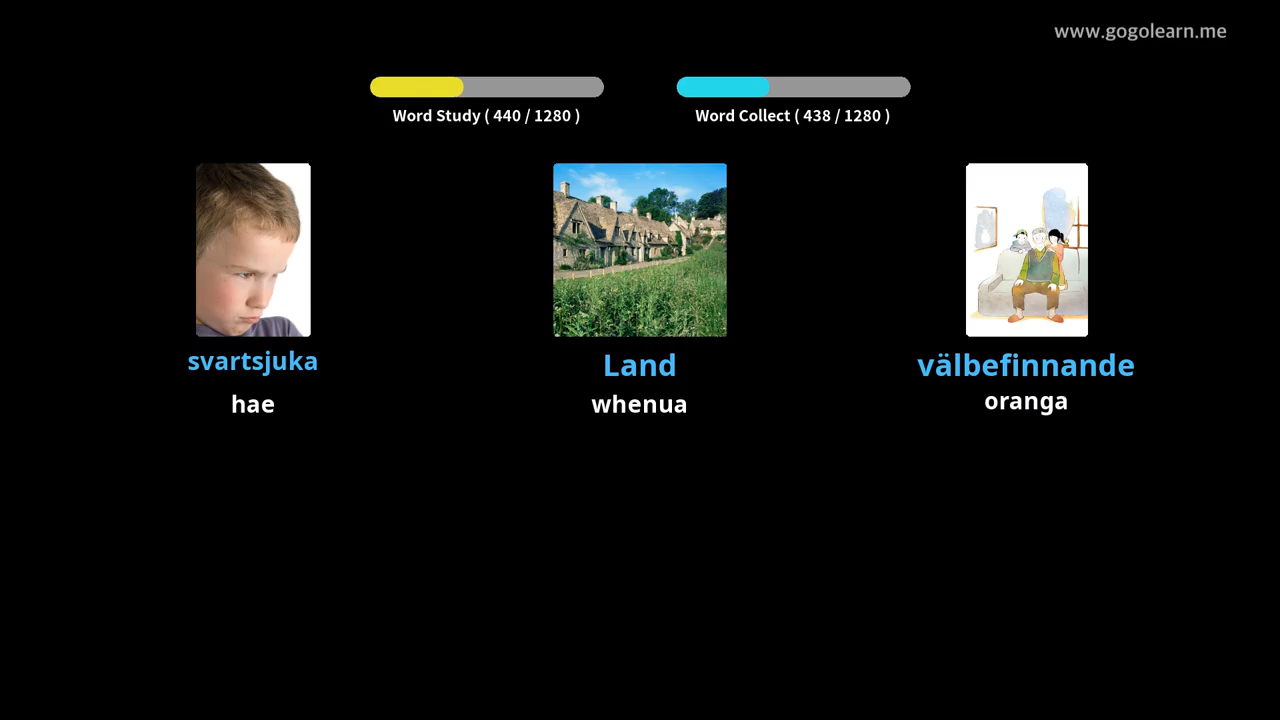 www.gogolearn.me
Word Study ( 440 / 1280 )
Word Collect ( 438 / 1280 )
svartsjuka
Land
välbefinnande
hae
whenua
oranga